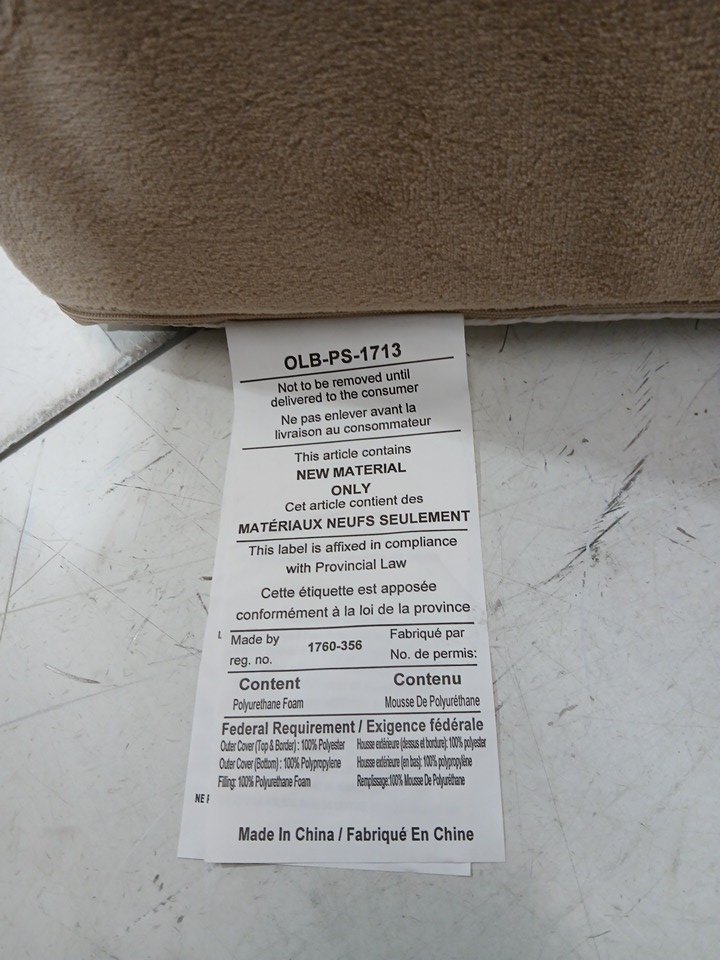 OLB-PS-1713
Not to be removed until
delivered to the consumer
Ne pas enlever avant la
livraison au consommateur
This article contains
NEW MATERIAL
ONLY
Cet article contient des
MATÉRIAUX NEUFS SEULEMENT
This label is affixed in compliance
with Provincial Law
Cette étiquette est apposée
conformément à la loi de la province
Made by
reg. no.
1760-356
Fabriqué par
No. de permis:
Content
Contenu
Polyurethane Foam
Mousse De Polyuréthane
Federal Requirement / Exigence fédérale
Outer Cover (Top & Border) : 100% Polyester
Housse extérieure (dessus et bordure): 100% polyester
Outer Cover (Bottom) : 100% Polypropylene
Housse extérieure (en bas): 100% polypropylène
Filling: 100% Polyurethane Foam
Remplissage:100% Mousse De Polyuréthane
NE
Made In China / Fabriqué En Chine